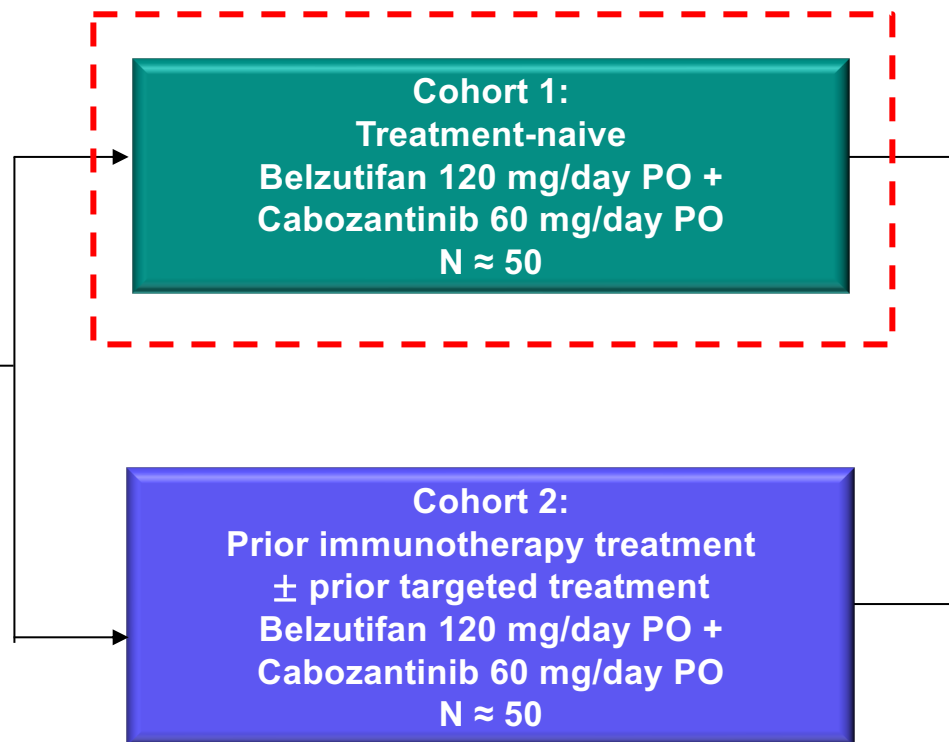 Cohort 1:
Treatment-naive
Belzutifan 120 mg/day PO +
Cabozantinib 60 mg/day PO
N ≈ 50
Cohort 2:
Prior immunotherapy treatment
± prior targeted treatment
Belzutifan 120 mg/day PO +
Cabozantinib 60 mg/day PO
N ≈ 50